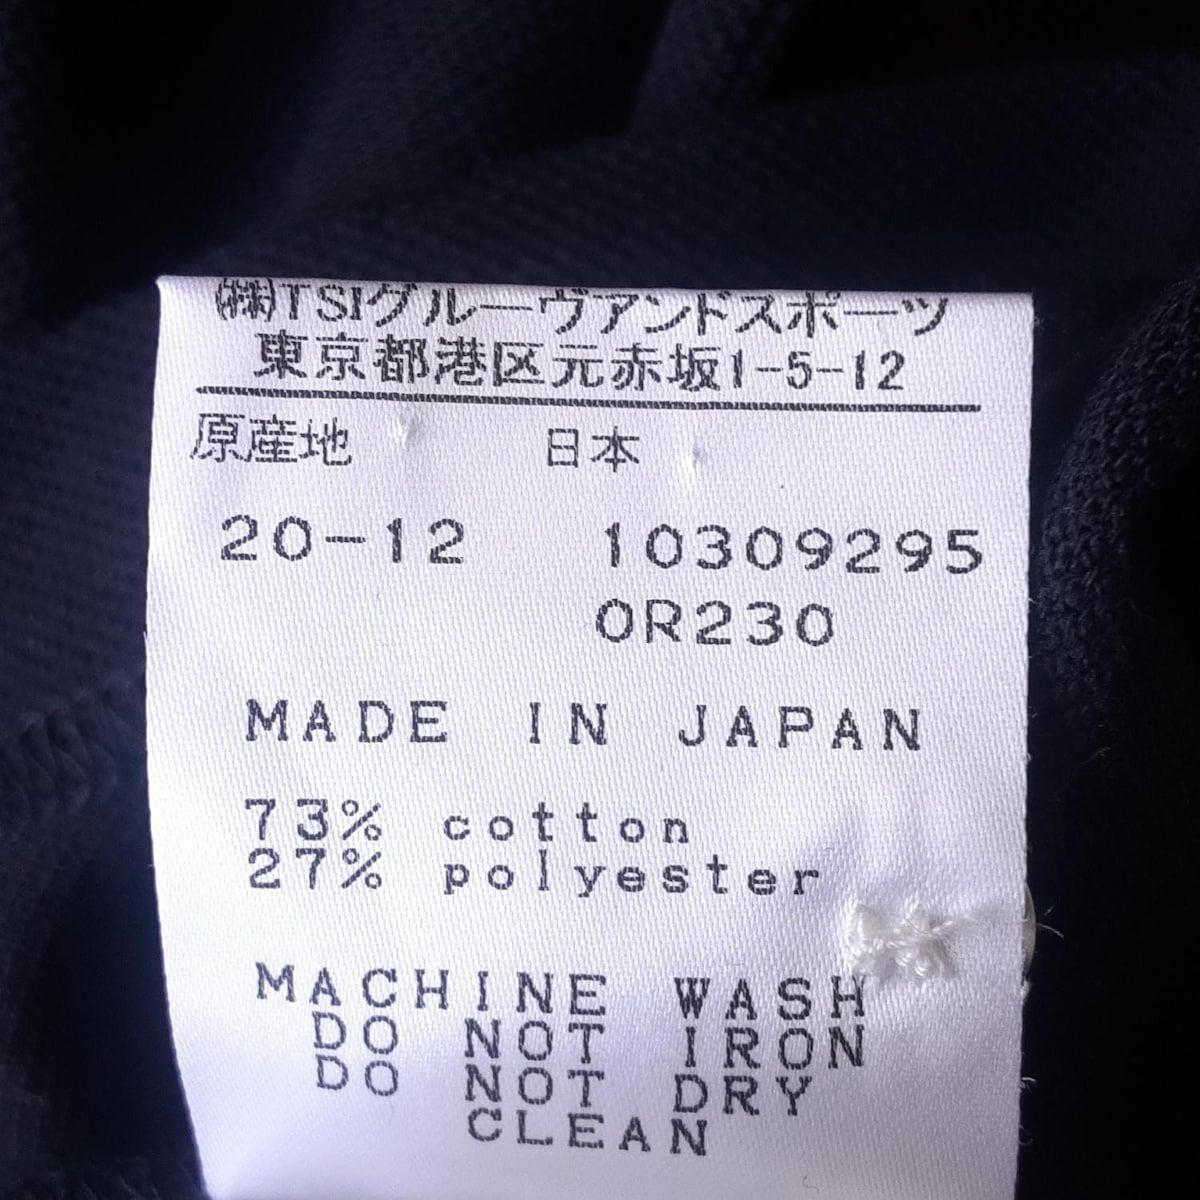 ㈱TSIグルーヴアンドスポーツ
東京都港区元赤坂1-5-12
原産地 日本
20-12 10309295
0R230
MADE IN JAPAN
73% cotton
27% polyester
MACHINE WASH
DO NOT IRON
DO NOT DRY
CLEAN